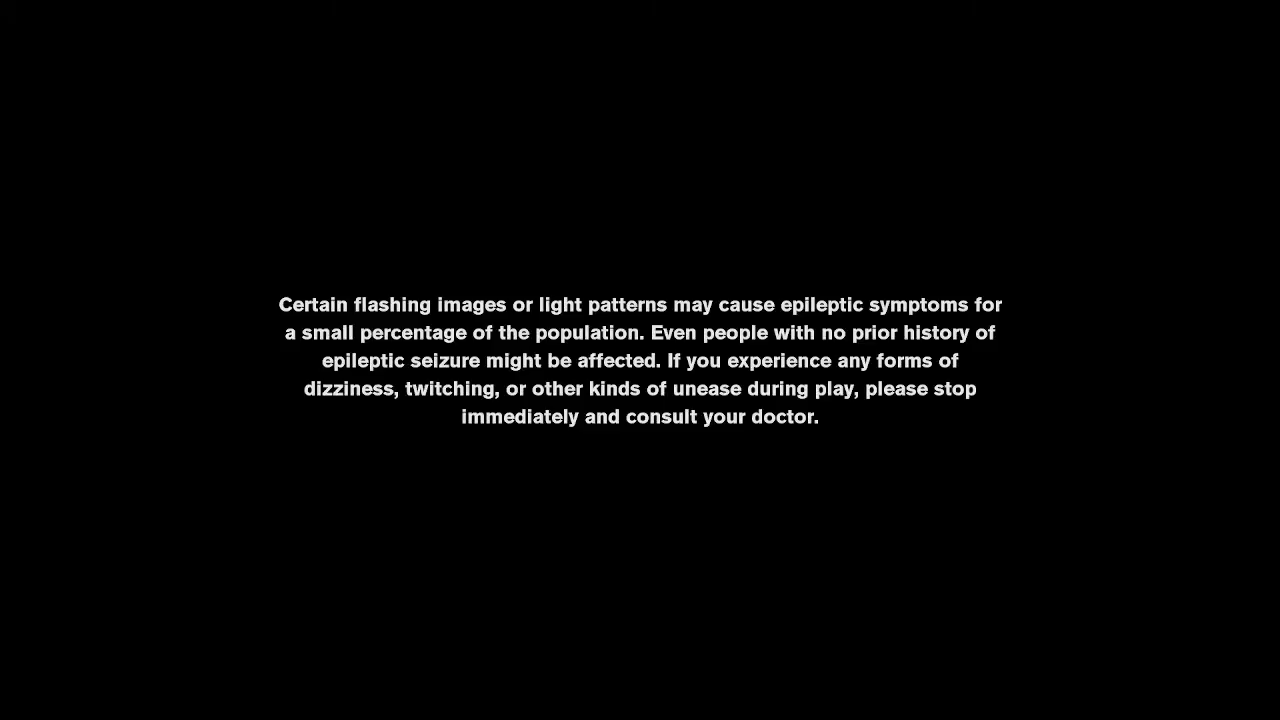 Certain flashing images or light patterns may cause epileptic symptoms for
a small percentage of the population. Even people with no prior history of
epileptic seizure might be affected. If you experience any forms of
dizziness, twitching, or other kinds of unease during play, please stop
immediately and consult your doctor.